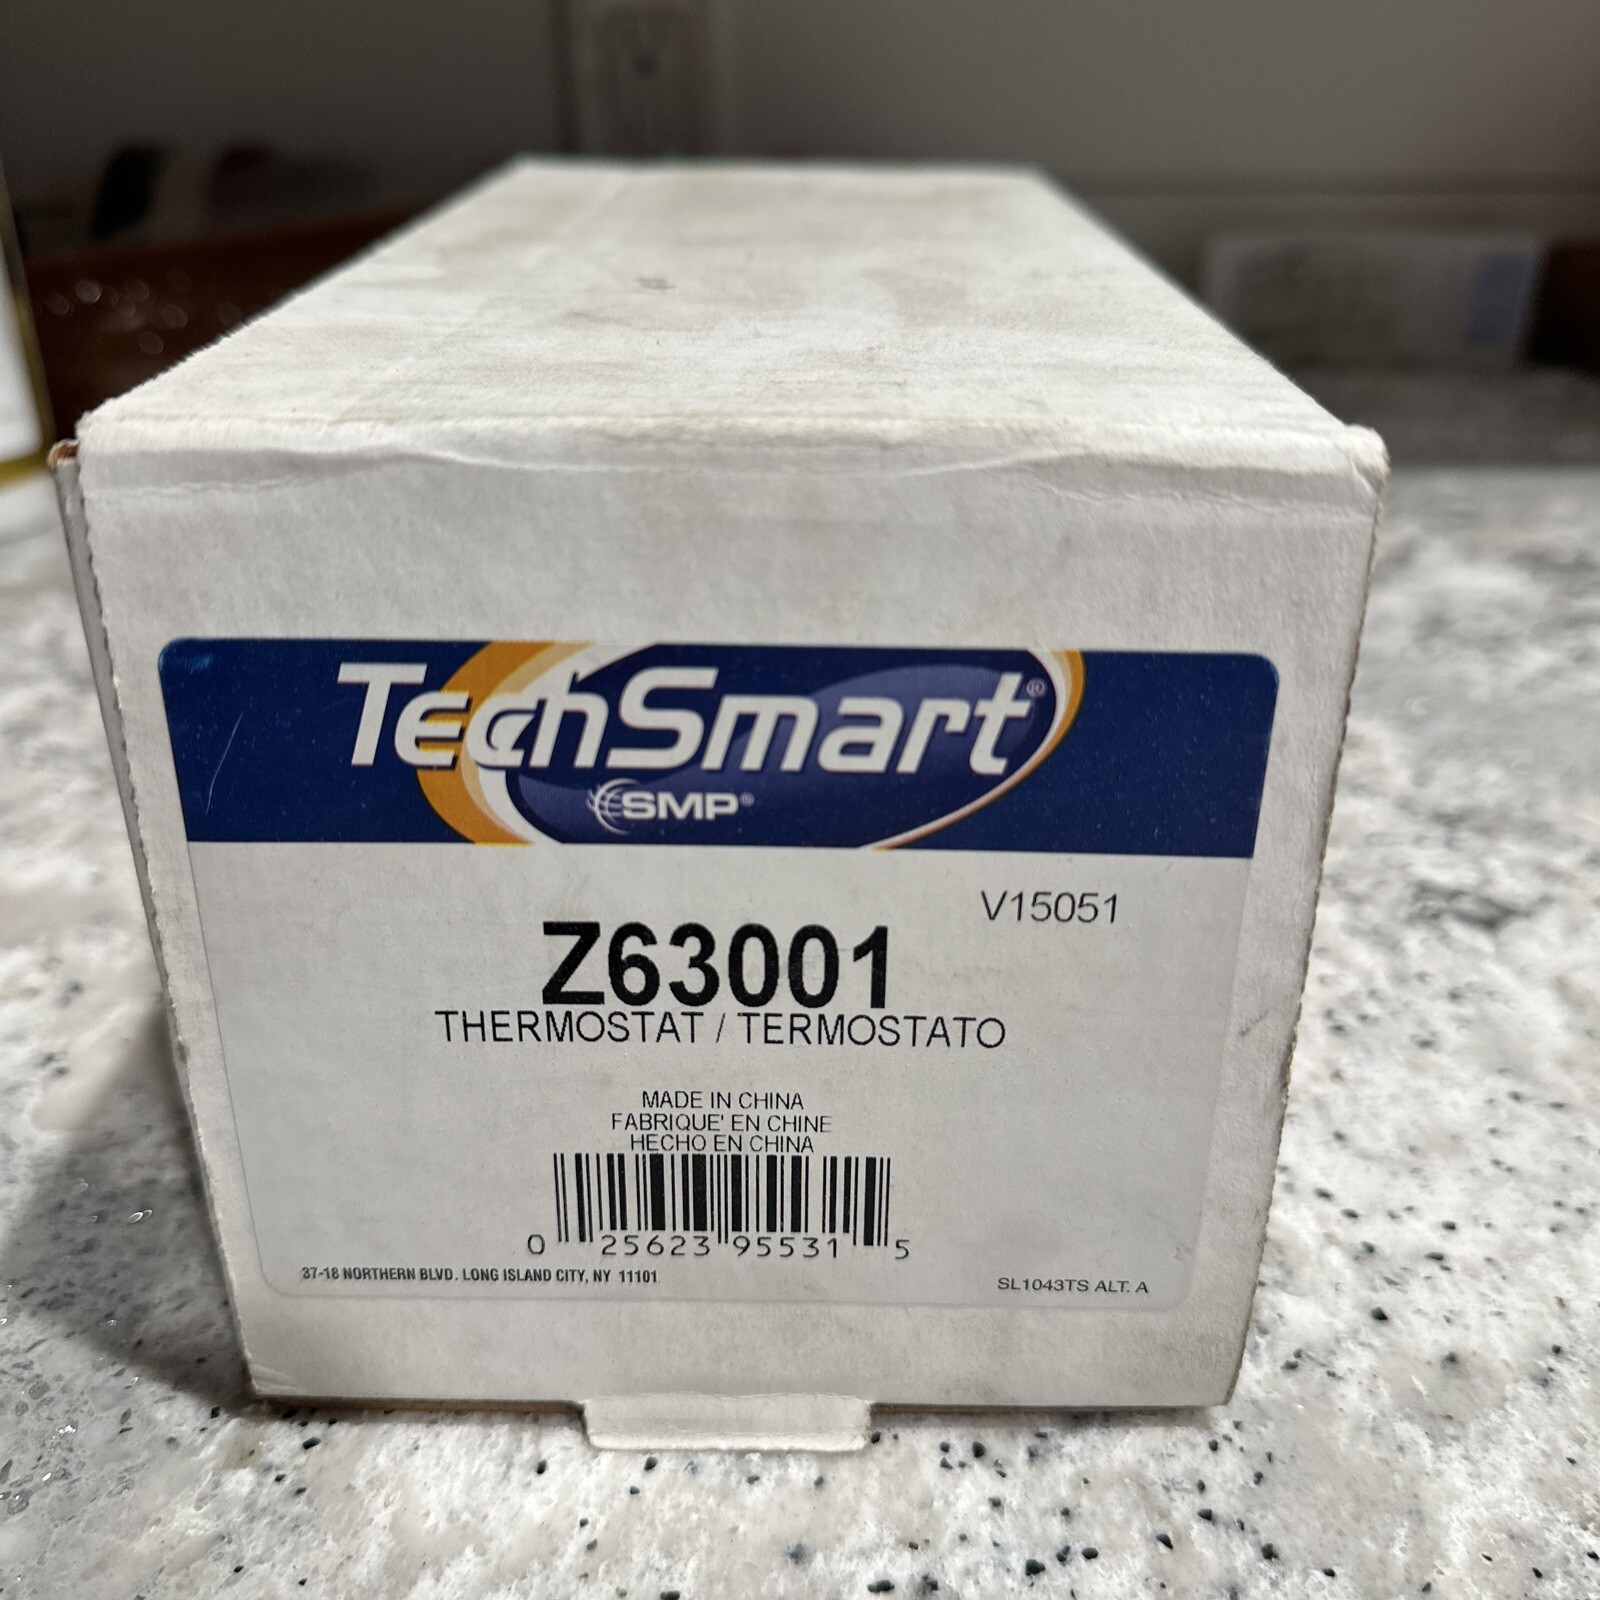 TechSmart®
SMP®
V15051
Z63001
THERMOSTAT / TERMOSTATO
MADE IN CHINA
FABRIQUE' EN CHINE
HECHO EN CHINA
0 25623 95531 5
37-18 NORTHERN BLVD. LONG ISLAND CITY, NY 11101
SL1043TS ALT. A